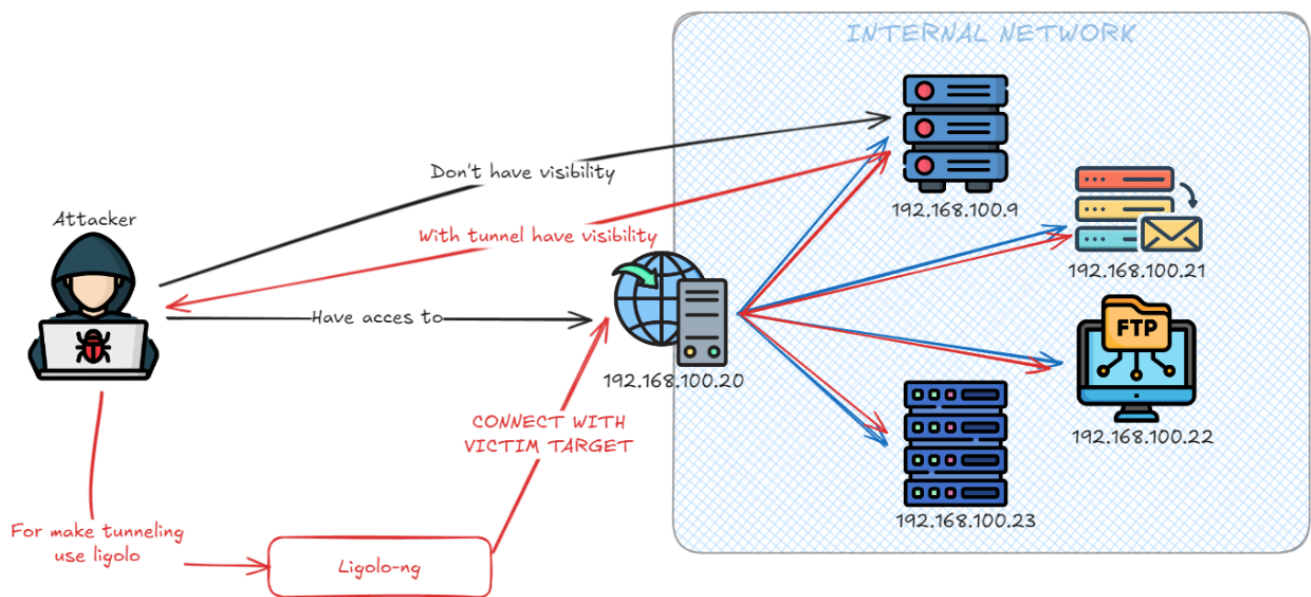 INTERNAL NETWORK
Don't have visibility
192.168.100.9
Attacker
With tunnel have visibility
192.168.100.21
Have acces to
FTP
192.168.100.20
CONNECT WITH
VICTIM TARGET
192.168.100.22
192.168.100.23
For make tunneling
use ligolo
Ligolo-ng